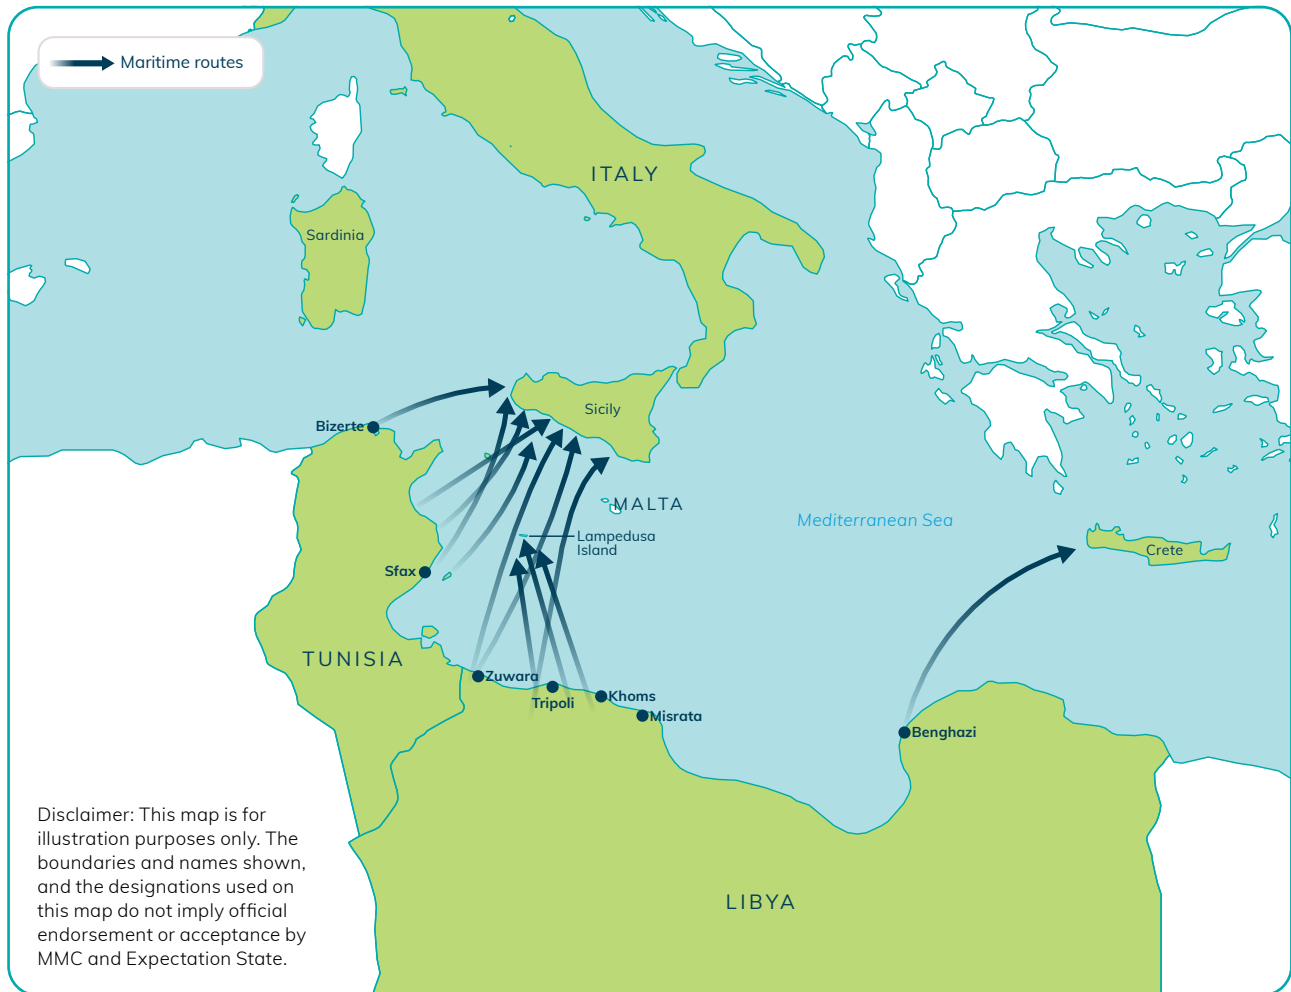 Maritime routes
ITALY
Sardinia
Sicily
Bizerte
MALTA
Mediterranean Sea
Lampedusa
Island
Crete
Sfax
TUNISIA
Zuwara
Tripoli
Khoms
Misrata
Benghazi
Disclaimer: This map is for
illustration purposes only. The
boundaries and names shown,
and the designations used on
this map do not imply official
endorsement or acceptance by
MMC and Expectation State.
LIBYA